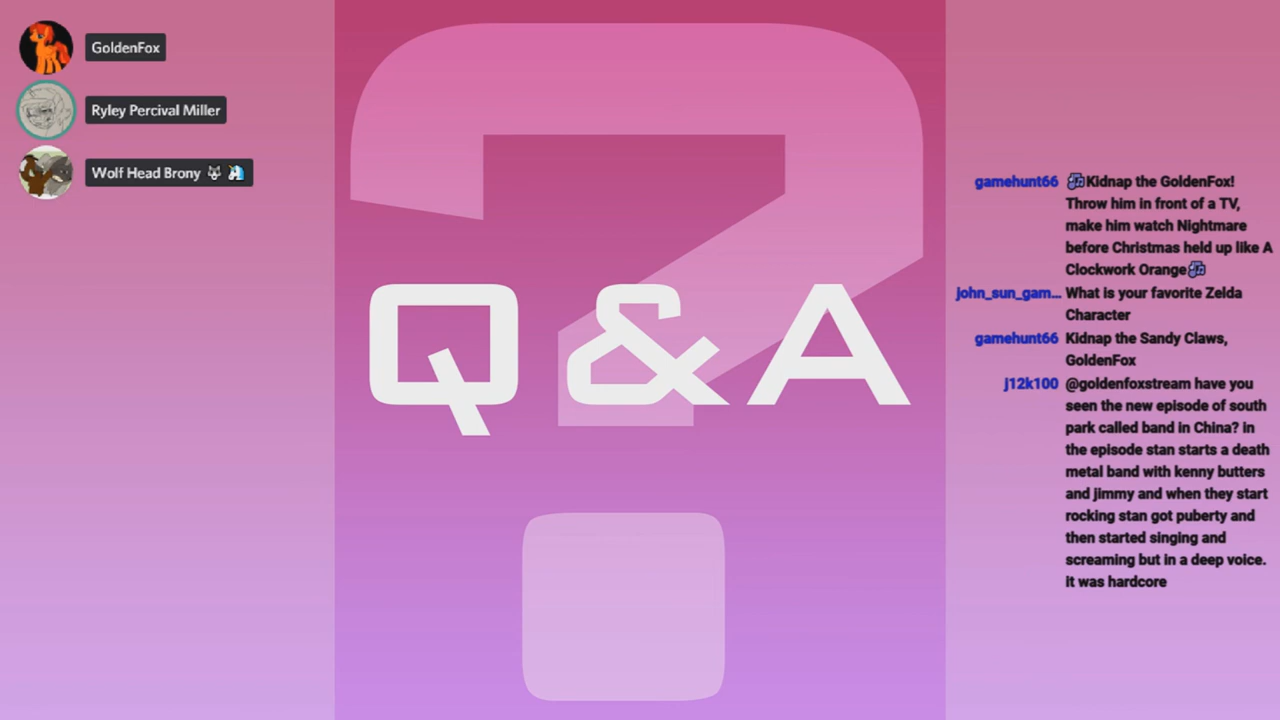 GoldenFox
Ryley Percival Miller
Wolf Head Brony 🐺 🦄
Q & A
gamehunt66 🎶Kidnap the GoldenFox!
Throw him in front of a TV,
make him watch Nightmare
before Christmas held up like A
Clockwork Orange🎶
john_sun_gam... What is your favorite Zelda
Character
gamehunt66 Kidnap the Sandy Claws,
GoldenFox
j12k100 @goldenfoxstream have you
seen the new episode of south
park called band in China? in
the episode stan starts a death
metal band with kenny butters
and jimmy and when they start
rocking stan got puberty and
then started singing and
screaming but in a deep voice.
it was hardcore